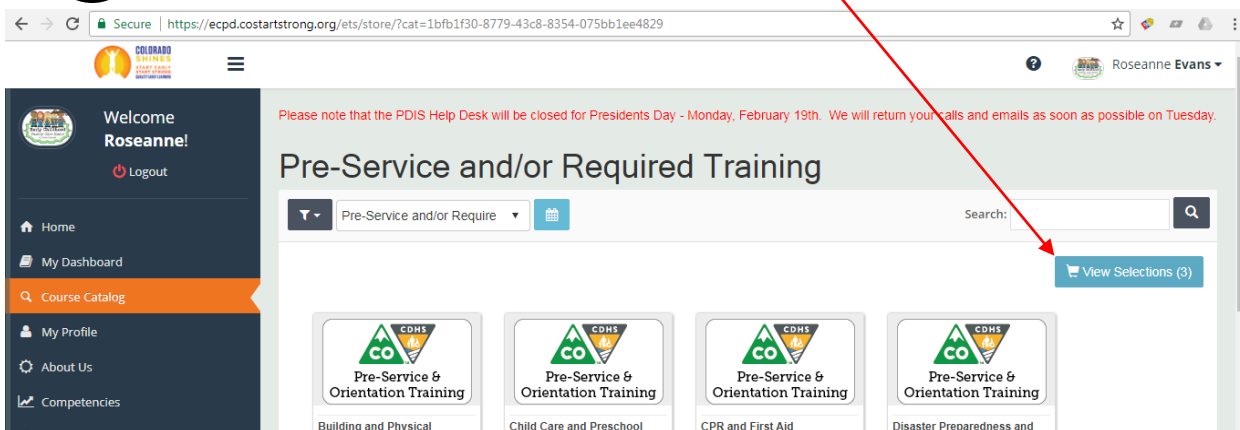 Secure | https://ecpd.costartstrong.org/ets/store/?cat=1bfb1f30-8779-43c8-8354-075bb1ee4829
COLORADO
SHINES
START EARLY
START STRONG
Roseanne Evans
Welcome
Roseanne!
Logout
Home
My Dashboard
Course Catalog
My Profile
About Us
Competencies
Please note that the PDIS Help Desk will be closed for Presidents Day - Monday, February 19th. We will return your calls and emails as soon as possible on Tuesday.
Pre-Service and/or Required Training
Pre-Service and/or Require
Search:
View Selections (3)
CDHS
CO
Pre-Service &
Orientation Training
Building and Physical
CDHS
CO
Pre-Service &
Orientation Training
Child Care and Preschool
CDHS
CO
Pre-Service &
Orientation Training
CPR and First Aid
CDHS
CO
Pre-Service &
Orientation Training
Disaster Preparedness and